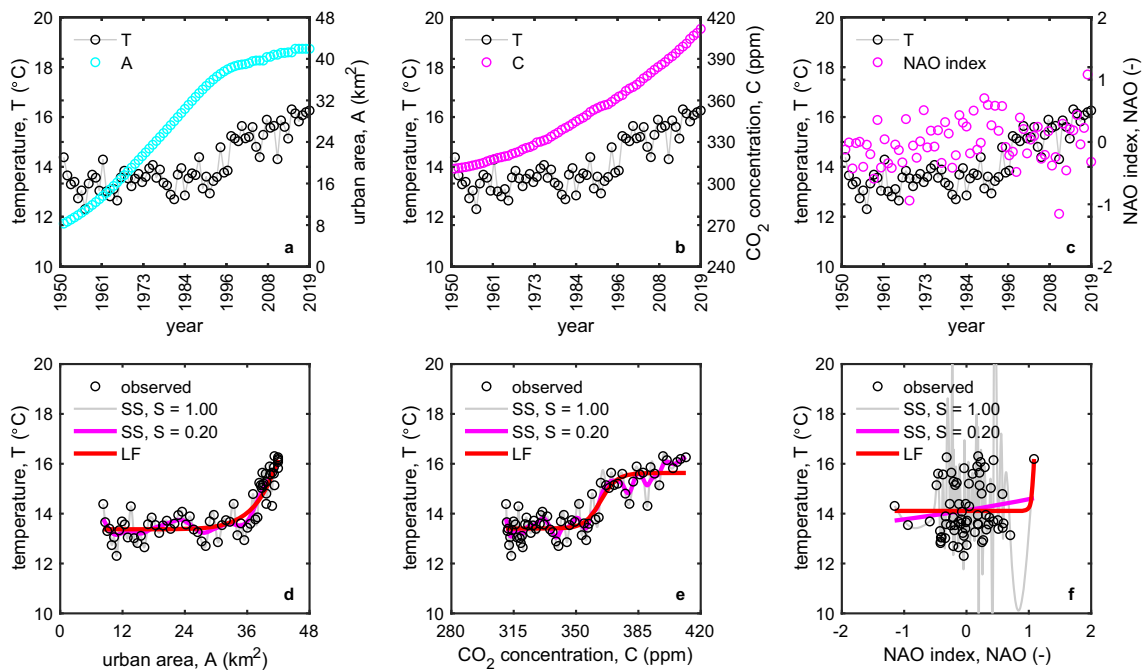 20
18
16
14
12
10
temperature, T (°C)
T
A
a
48
40
32
24
16
8
0
urban area, A (km2)
1950
1961
1973
1984
1996
2008
2019
year
20
18
16
14
12
10
temperature, T (°C)
T
C
b
420
390
360
330
300
270
240
CO2 concentration, C (ppm)
1950
1961
1973
1984
1996
2008
2019
year
20
18
16
14
12
10
temperature, T (°C)
T
NAO index
c
2
1
0
-1
-2
NAO index, NAO (-)
1950
1961
1973
1984
1996
2008
2019
year
20
18
16
14
12
10
temperature, T (°C)
observed
SS, S = 1.00
SS, S = 0.20
LF
d
0
12
24
36
48
urban area, A (km2)
20
18
16
14
12
10
temperature, T (°C)
observed
SS, S = 1.00
SS, S = 0.20
LF
e
280
315
350
385
420
CO2 concentration, C (ppm)
20
18
16
14
12
10
temperature, T (°C)
observed
SS, S = 1.00
SS, S = 0.20
LF
f
-2
-1
0
1
2
NAO index, NAO (-)